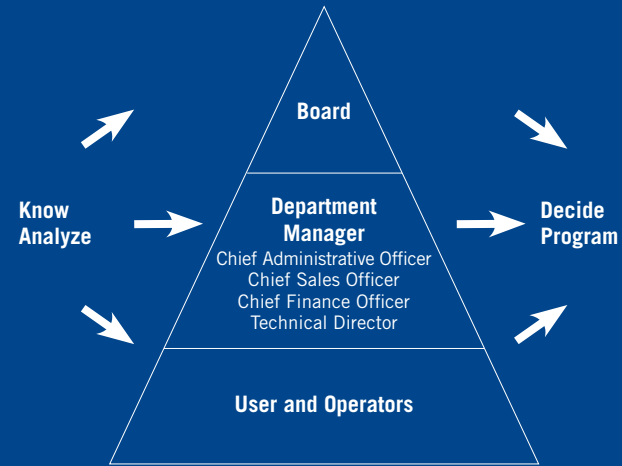 Board
Know
Analyze
Department
Manager
Chief Administrative Officer
Chief Sales Officer
Chief Finance Officer
Technical Director
Decide
Program
User and Operators